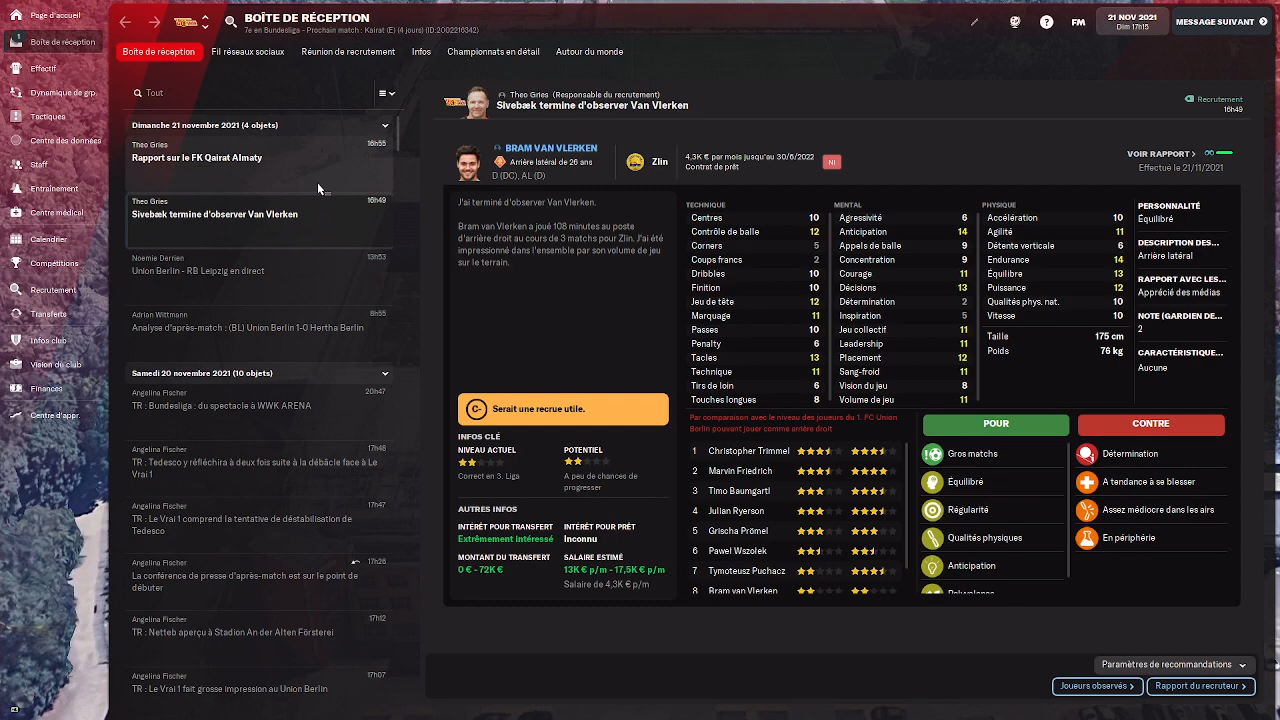 Page d'accueil
1
Boîte de réception
Effectif
Dynamique de grp.
Tactiques
Centre des données
Staff
Entraînement
Centre médical
Calendrier
Compétitions
Recrutement
Transferts
Infos club
Vision du club
Finances
Centre d'appr.
BOÎTE DE RÉCEPTION
7e en Bundesliga - Prochain match : Kairat (E) (4 jours) (ID:2002216342)
?
FM
21 NOV 2021
Dim 17h15
MESSAGE SUIVANT
Boîte de réception
Fil réseaux sociaux
Réunion de recrutement
Infos
Championnats en détail
Autour du monde
Tout
Dimanche 21 novembre 2021 (4 objets)
Theo Gries 16h55
Rapport sur le FK Qairat Almaty
Theo Gries 16h49
Sivebæk termine d'observer Van Vlerken
Noemie Derrien 13h53
Union Berlin - RB Leipzig en direct
Adrian Wittmann 8h55
Analyse d'après-match : (BL) Union Berlin 1-0 Hertha Berlin
Samedi 20 novembre 2021 (10 objets)
Angelina Fischer 20h47
TR : Bundesliga : du spectacle à WWK ARENA
Angelina Fischer 17h48
TR : Tedesco y réfléchira à deux fois suite à la débâcle face à Le
Vrai 1
Angelina Fischer 17h47
TR : Le Vrai 1 comprend la tentative de déstabilisation de
Tedesco
Angelina Fischer 17h26
La conférence de presse d'après-match est sur le point de
débuter
Angelina Fischer 17h12
TR : Netteb aperçu à Stadion An der Alten Försterei
Angelina Fischer 17h07
TR : Le Vrai 1 fait grosse impression au Union Berlin
Theo Gries (Responsable du recrutement)
Sivebæk termine d'observer Van Vlerken
Recrutement
16h49
BRAM VAN VLERKEN
Arrière latéral de 26 ans
D (DC), AL (D)
Zlin
4,3K € par mois jusqu'au 30/6/2022
Contrat de prêt
NI
VOIR RAPPORT >
Effectué le 21/11/2021
J'ai terminé d'observer Van Vlerken.
Bram van Vlerken a joué 108 minutes au poste
d'arrière droit au cours de 3 matchs pour Zlin. J'ai été
impressionné dans l'ensemble par son volume de jeu
sur le terrain.
C-
Serait une recrue utile.
INFOS CLÉ
NIVEAU ACTUEL
Correct en 3. Liga
POTENTIEL
A peu de chances de
progresser
AUTRES INFOS
INTÉRÊT POUR TRANSFERT
Extrêmement intéressé
INTÉRÊT POUR PRÊT
Inconnu
MONTANT DU TRANSFERT
0 € - 72K €
SALAIRE ESTIMÉ
13K € p/m - 17,5K € p/m
Salaire de 4,3K € p/m
TECHNIQUE
Centres 10
Contrôle de balle 12
Corners 5
Coups francs 2
Dribbles 10
Finition 10
Jeu de tête 12
Marquage 11
Passes 10
Penalty 6
Tacles 13
Technique 11
Tirs de loin 6
Touches longues 8
MENTAL
Agressivité 6
Anticipation 14
Appels de balle 9
Concentration 9
Courage 11
Décisions 13
Détermination 2
Inspiration 5
Jeu collectif 11
Leadership 11
Placement 12
Sang-froid 11
Vision du jeu 8
Volume de jeu 11
PHYSIQUE
Accélération 10
Agilité 11
Détente verticale 6
Endurance 14
Équilibre 13
Puissance 12
Qualités phys. nat. 10
Vitesse 10
Taille 175 cm
Poids 76 kg
PERSONNALITÉ
Équilibré
DESCRIPTION DES...
Arrière latéral
RAPPORT AVEC LES...
Apprécié des médias
NOTE (GARDIEN DE...
2
CARACTÉRISTIQUE...
Aucune
Par comparaison avec le niveau des joueurs du 1. FC Union
Berlin pouvant jouer comme arrière droit
1 Christopher Trimmel
2 Marvin Friedrich
3 Timo Baumgartl
4 Julian Ryerson
5 Grischa Prömel
6 Pawel Wszolek
7 Tymoteusz Puchacz
8 Bram van Vlerken
POUR
Gros matchs
Équilibré
Régularité
Qualités physiques
Anticipation
CONTRE
Détermination
A tendance à se blesser
Assez médiocre dans les airs
En périphérie
Paramètres de recommandations
Joueurs observés >
Rapport du recruteur >